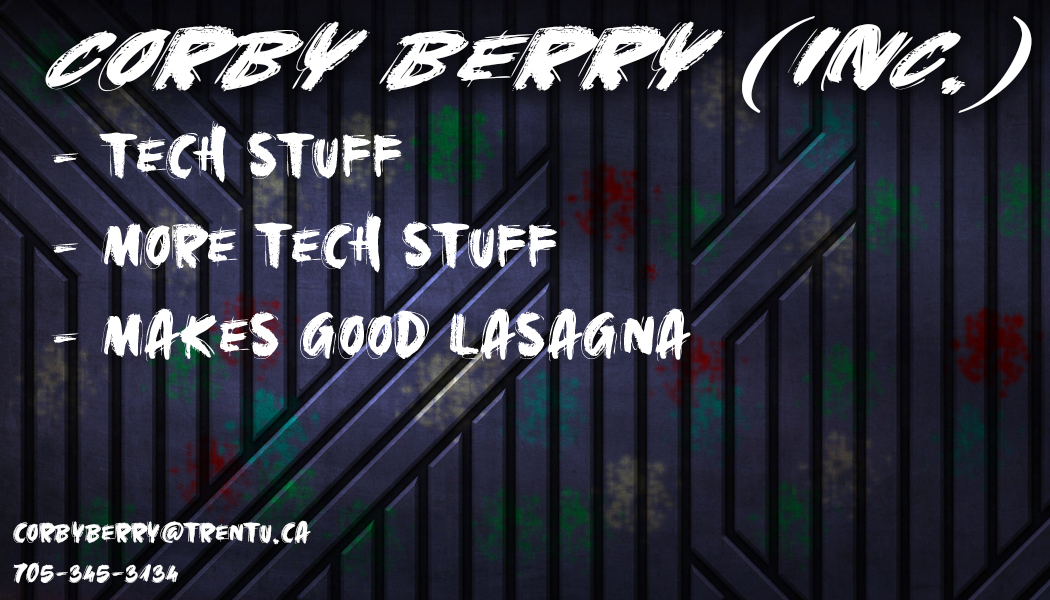 CORBY BERRY (INC.)
- TECH STUFF
- MORE TECH STUFF
- MAKES GOOD LASAGNA
CORBYBERRY@TRENTU.CA
705-345-3134